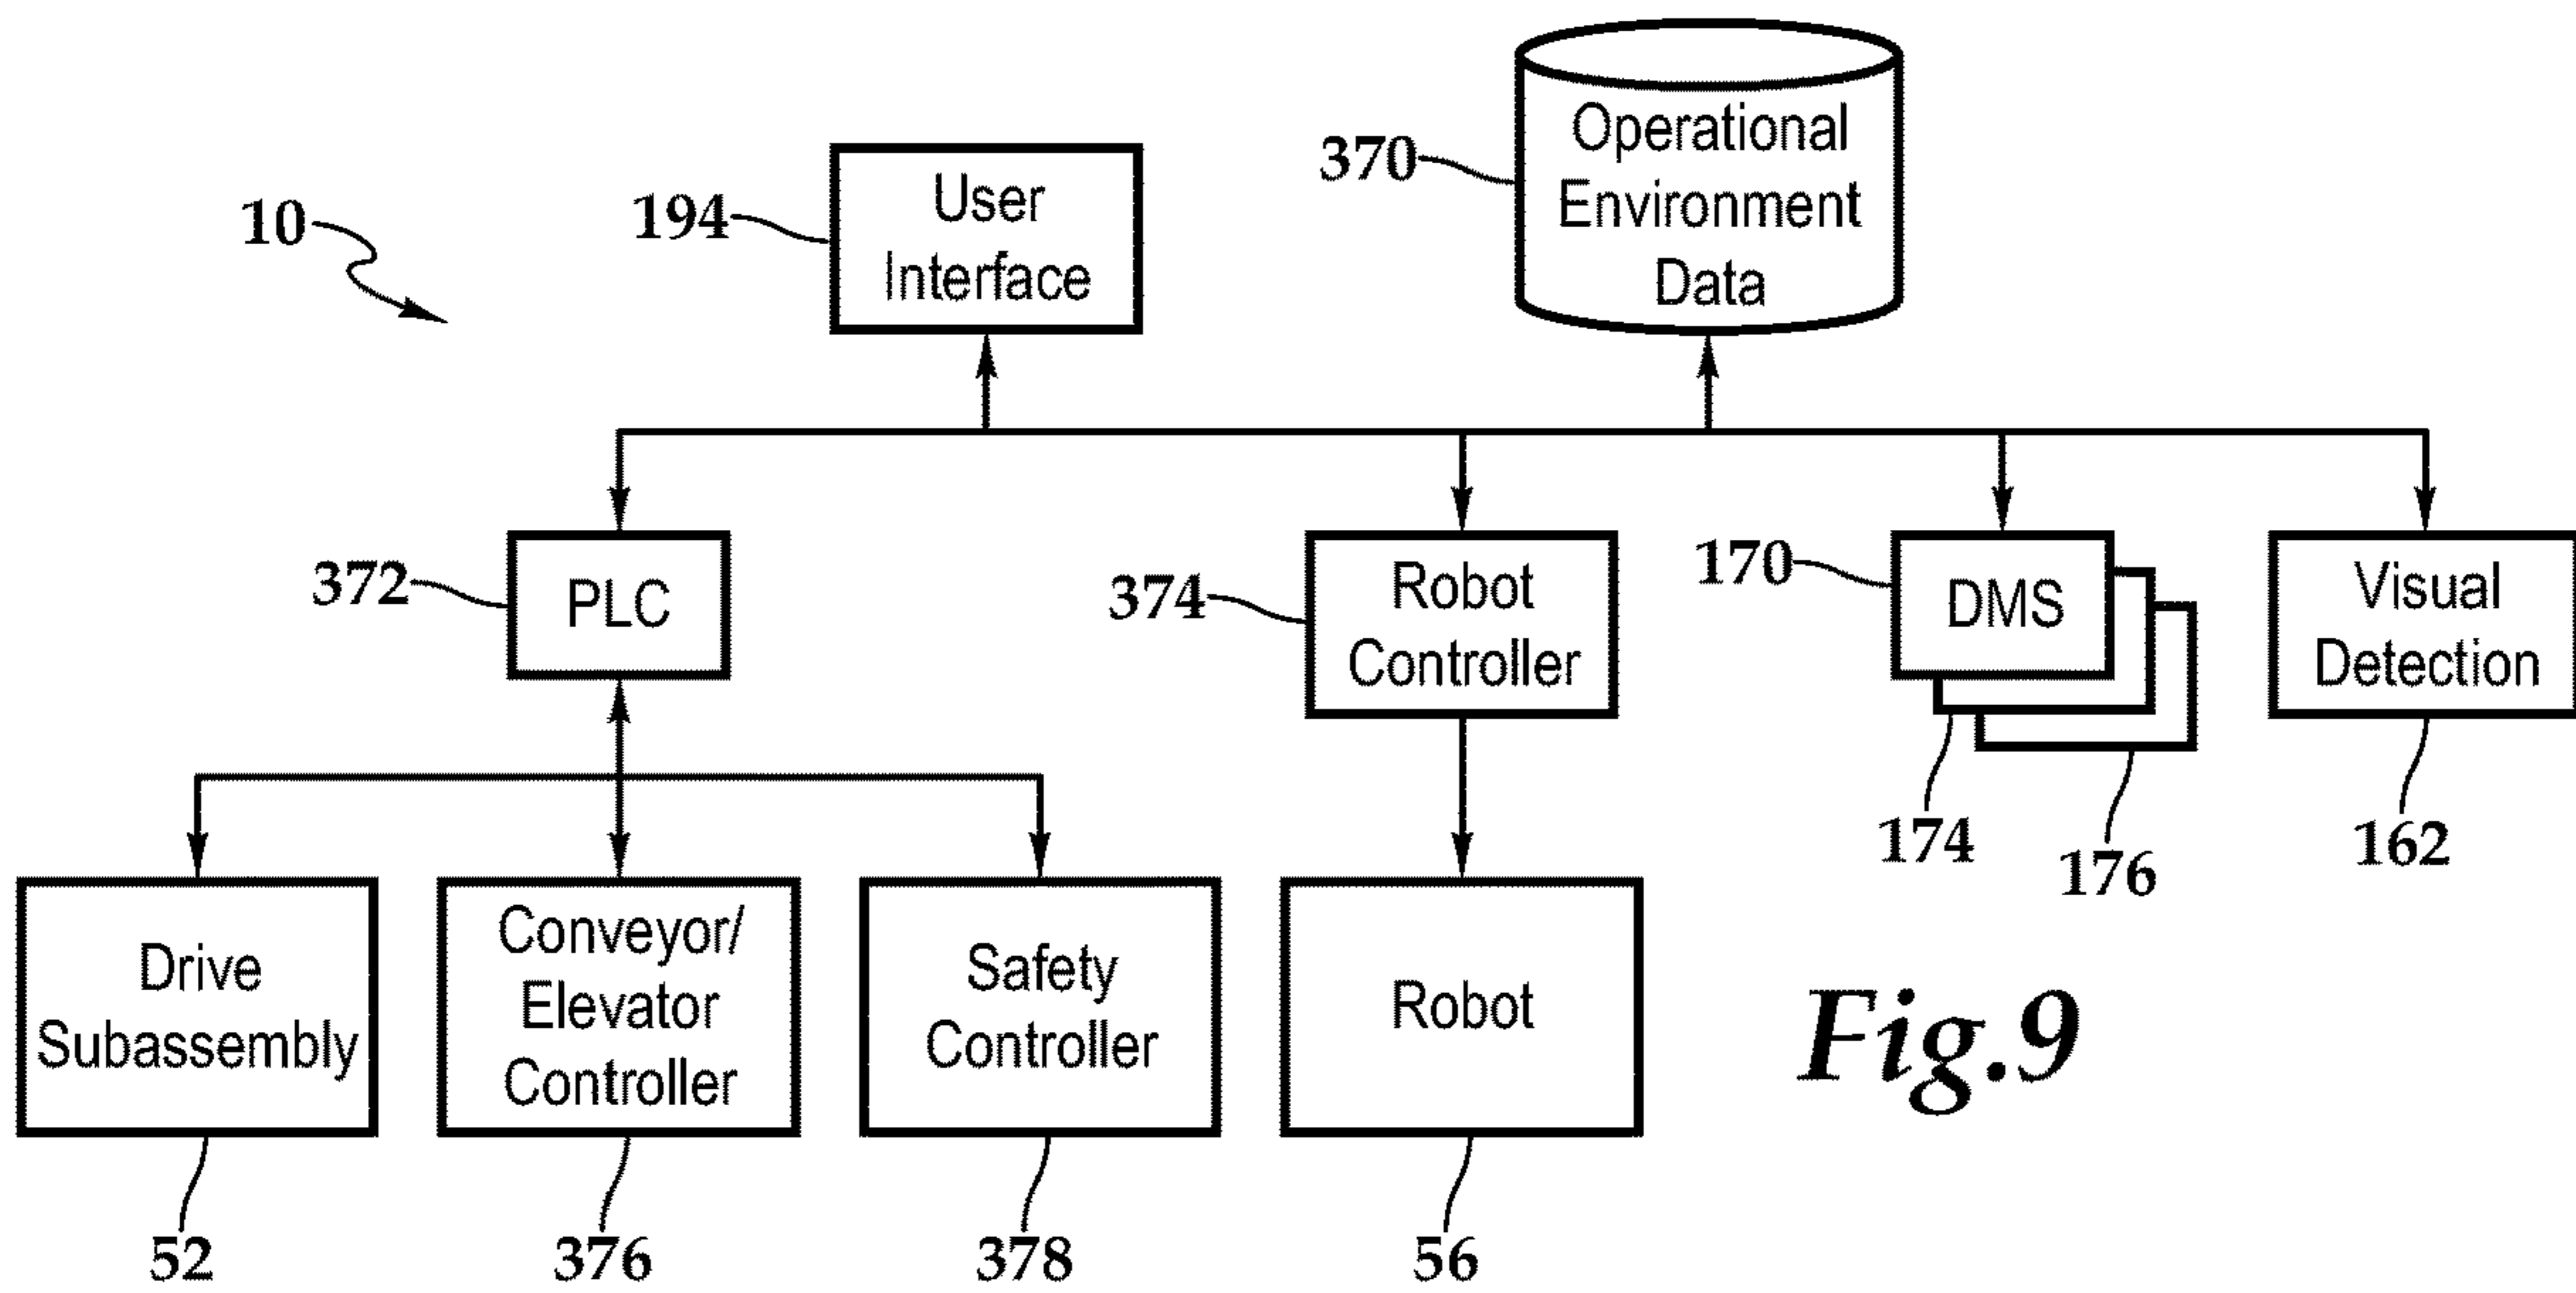 10
194
User
Interface
370
Operational
Environment
Data
372
PLC
374
Robot
Controller
170
DMS
174
176
Visual
Detection
162
Drive
Subassembly
52
Conveyor/
Elevator
Controller
376
Safety
Controller
378
Robot
56
Fig.9